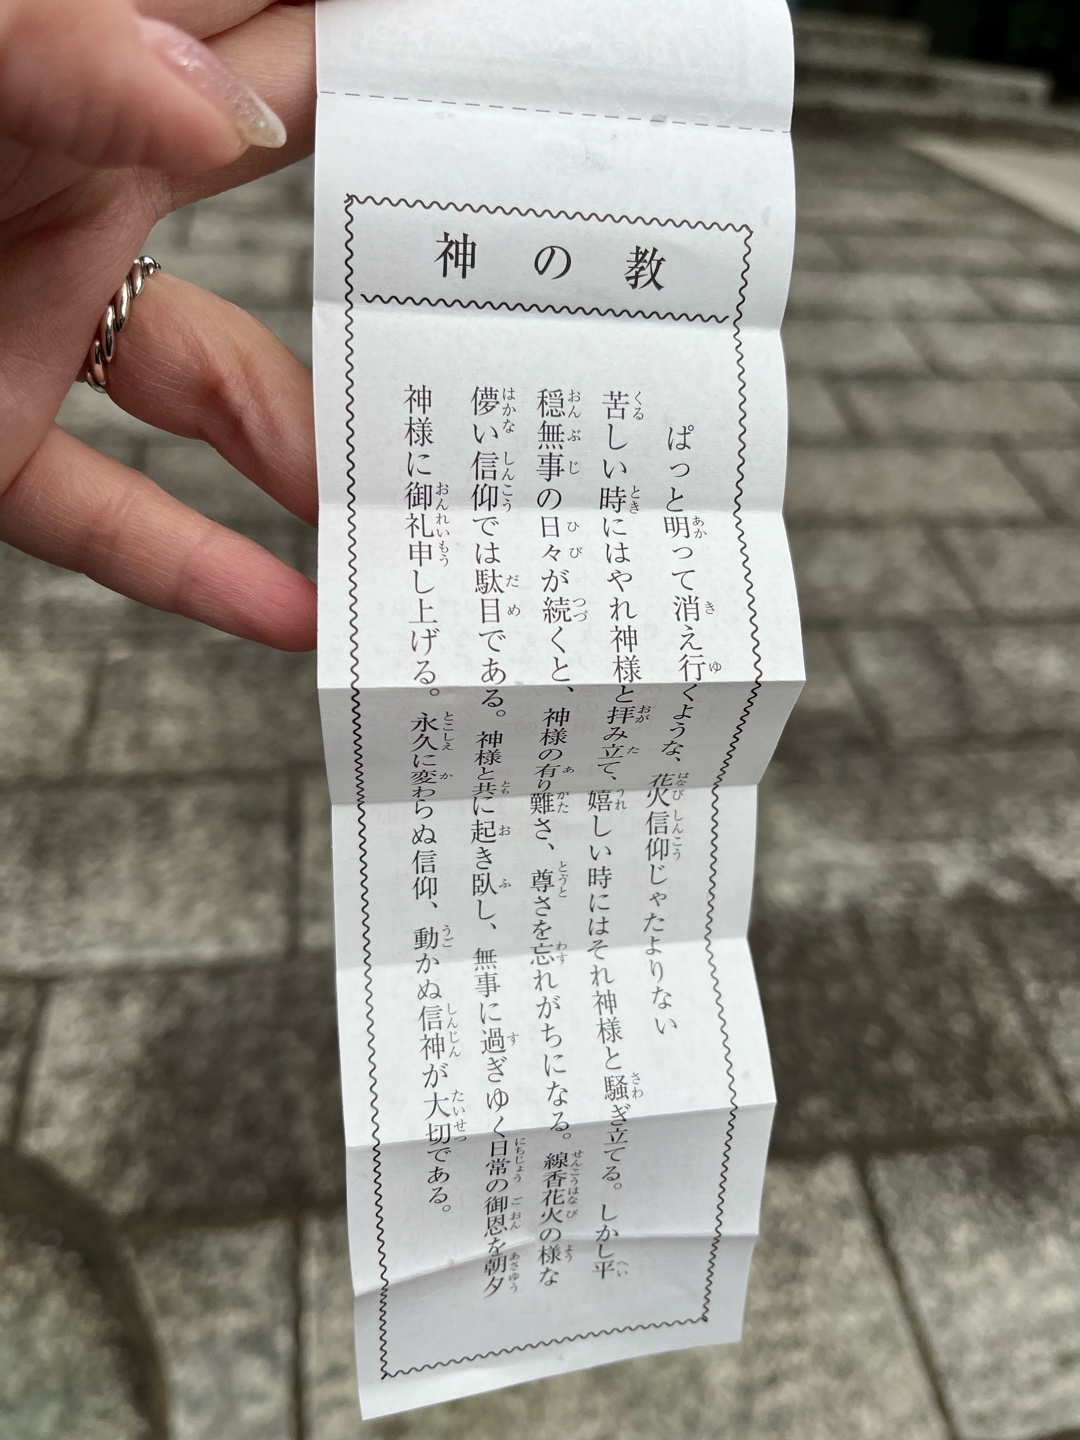 神の教
ぱっと明って消え行くような、花火信仰じゃたよりない
苦しい時にはやれ神様と拝み立て、嬉しい時にはそれ神様と騒ぎ立てる。しかし平
穏無事の日々が続くと、神様の有り難さ、尊さを忘れがちになる。線香花火の様な
儚い信仰では駄目である。神様と共に起き臥し、無事に過ぎゆく日常の御恩を朝夕
神様に御礼申し上げる。永久に変わらぬ信仰、動かぬ信神が大切である。